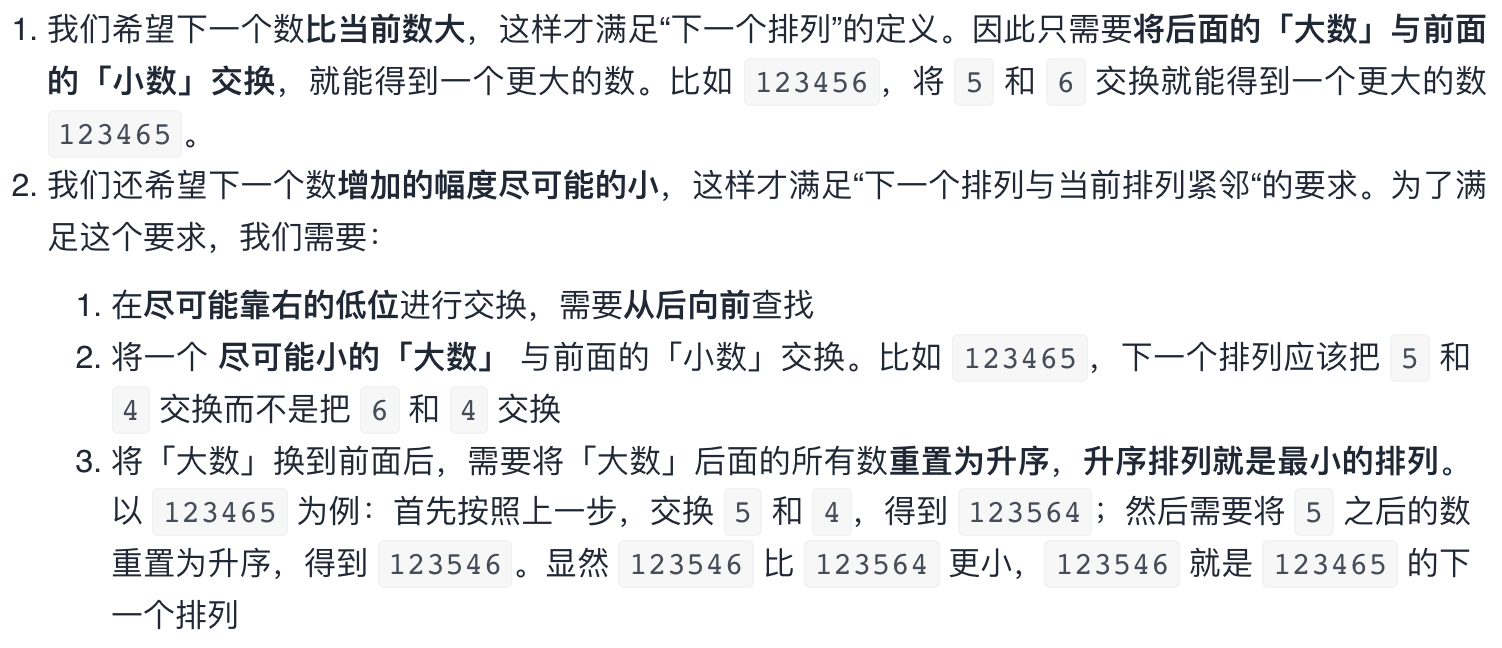 1. 我们希望下一个数比当前数大，这样才满足“下一个排列”的定义。因此只需要将后面的「大数」与前面
的「小数」交换，就能得到一个更大的数。比如 123456，将 5 和 6 交换就能得到一个更大的数
123465。
2. 我们还希望下一个数增加的幅度尽可能的小，这样才满足“下一个排列与当前排列紧邻“的要求。为了满
足这个要求，我们需要：
1. 在尽可能靠右的低位进行交换，需要从后向前查找
2. 将一个 尽可能小的「大数」 与前面的「小数」交换。比如 123465，下一个排列应该把 5 和
4 交换而不是把 6 和 4 交换
3. 将「大数」换到前面后，需要将「大数」后面的所有数重置为升序，升序排列就是最小的排列。
以 123465 为例：首先按照上一步，交换 5 和 4，得到 123564；然后需要将 5 之后的数
重置为升序，得到 123546。显然 123546 比 123564 更小，123546 就是 123465 的下
一个排列